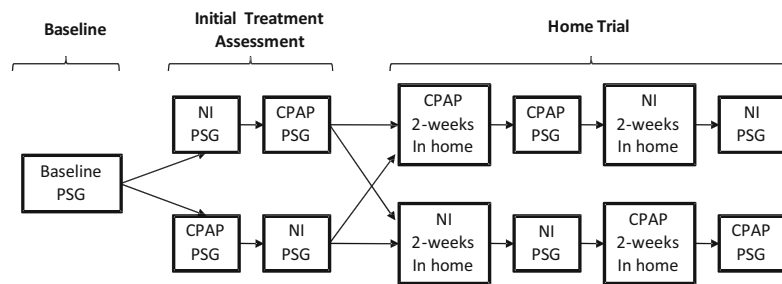 Baseline
Initial Treatment
Assessment
Home Trial
Baseline
PSG
NI
PSG
CPAP
PSG
CPAP
2-weeks
In home
CPAP
PSG
NI
2-weeks
In home
NI
PSG
CPAP
PSG
NI
PSG
NI
2-weeks
In home
NI
PSG
CPAP
2-weeks
In home
CPAP
PSG